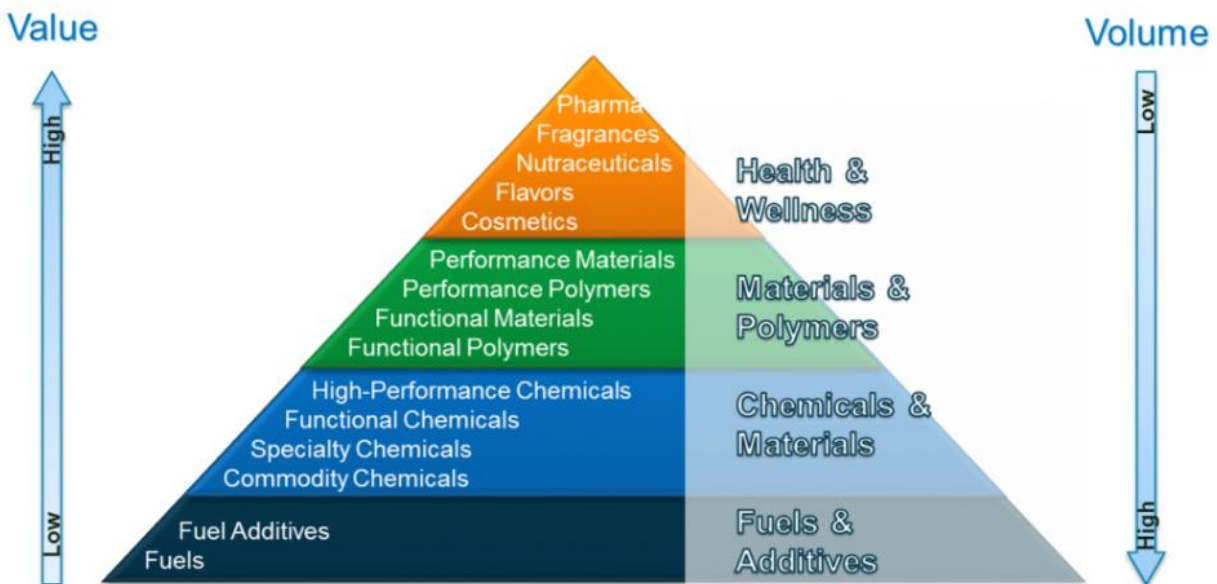 Value
Volume
High
Low
Pharma
Fragrances
Nutraceuticals
Flavors
Cosmetics
Health &
Wellness
Performance Materials
Performance Polymers
Functional Materials
Functional Polymers
Materials &
Polymers
High-Performance Chemicals
Functional Chemicals
Specialty Chemicals
Commodity Chemicals
Chemicals &
Materials
Fuel Additives
Fuels
Fuels &
Additives
Low
High